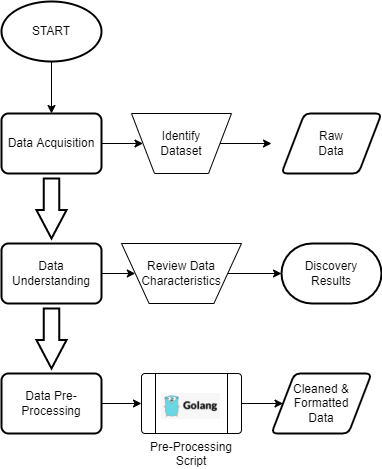 START
Data Acquisition
Identify
Dataset
Raw
Data
Data
Understanding
Review Data
Characteristics
Discovery
Results
Data Pre-
Processing
Golang
Pre-Processing
Script
Cleaned &
Formatted
Data